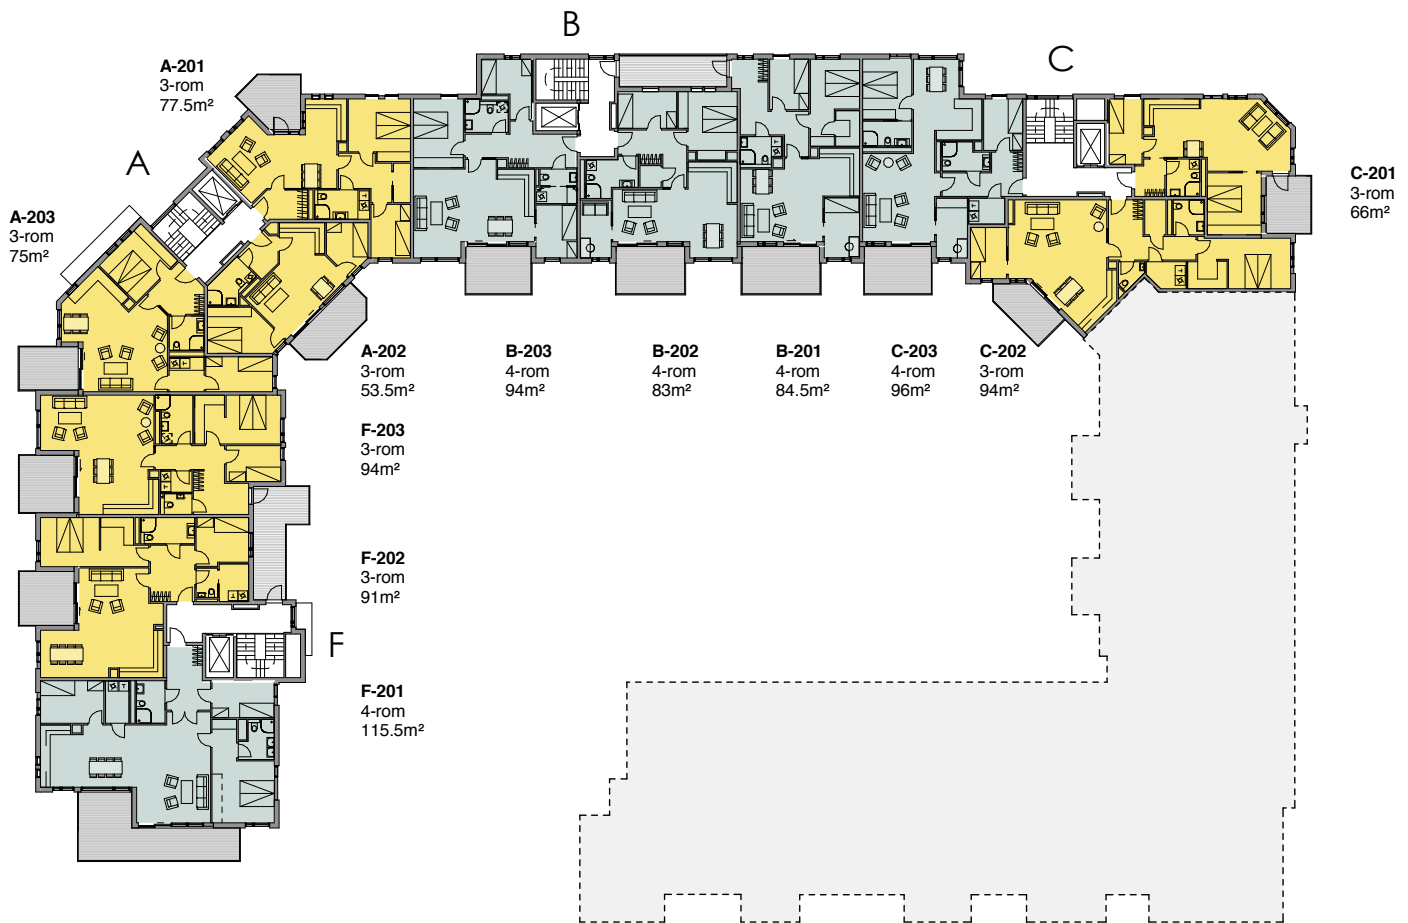 B
C
A-201
3-rom
77.5m²
A
A-203
3-rom
75m²
C-201
3-rom
66m²
A-202
3-rom
53.5m²
B-203
4-rom
94m²
B-202
4-rom
83m²
B-201
4-rom
84.5m²
C-203
4-rom
96m²
C-202
3-rom
94m²
F-203
3-rom
94m²
F-202
3-rom
91m²
F
F-201
4-rom
115.5m²